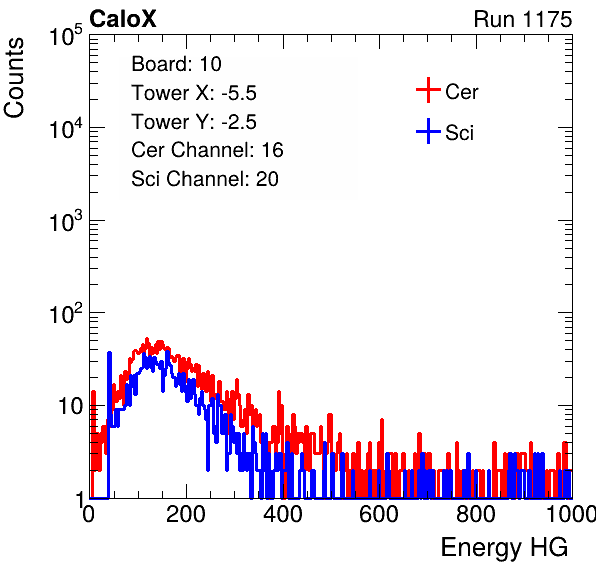 CaloX Run 1175
Counts
10^5
10^4
10^3
10^2
10
1
Board: 10
Tower X: -5.5
Tower Y: -2.5
Cer Channel: 16
Sci Channel: 20
Cer
Sci
0 200 400 600 800 1000
Energy HG